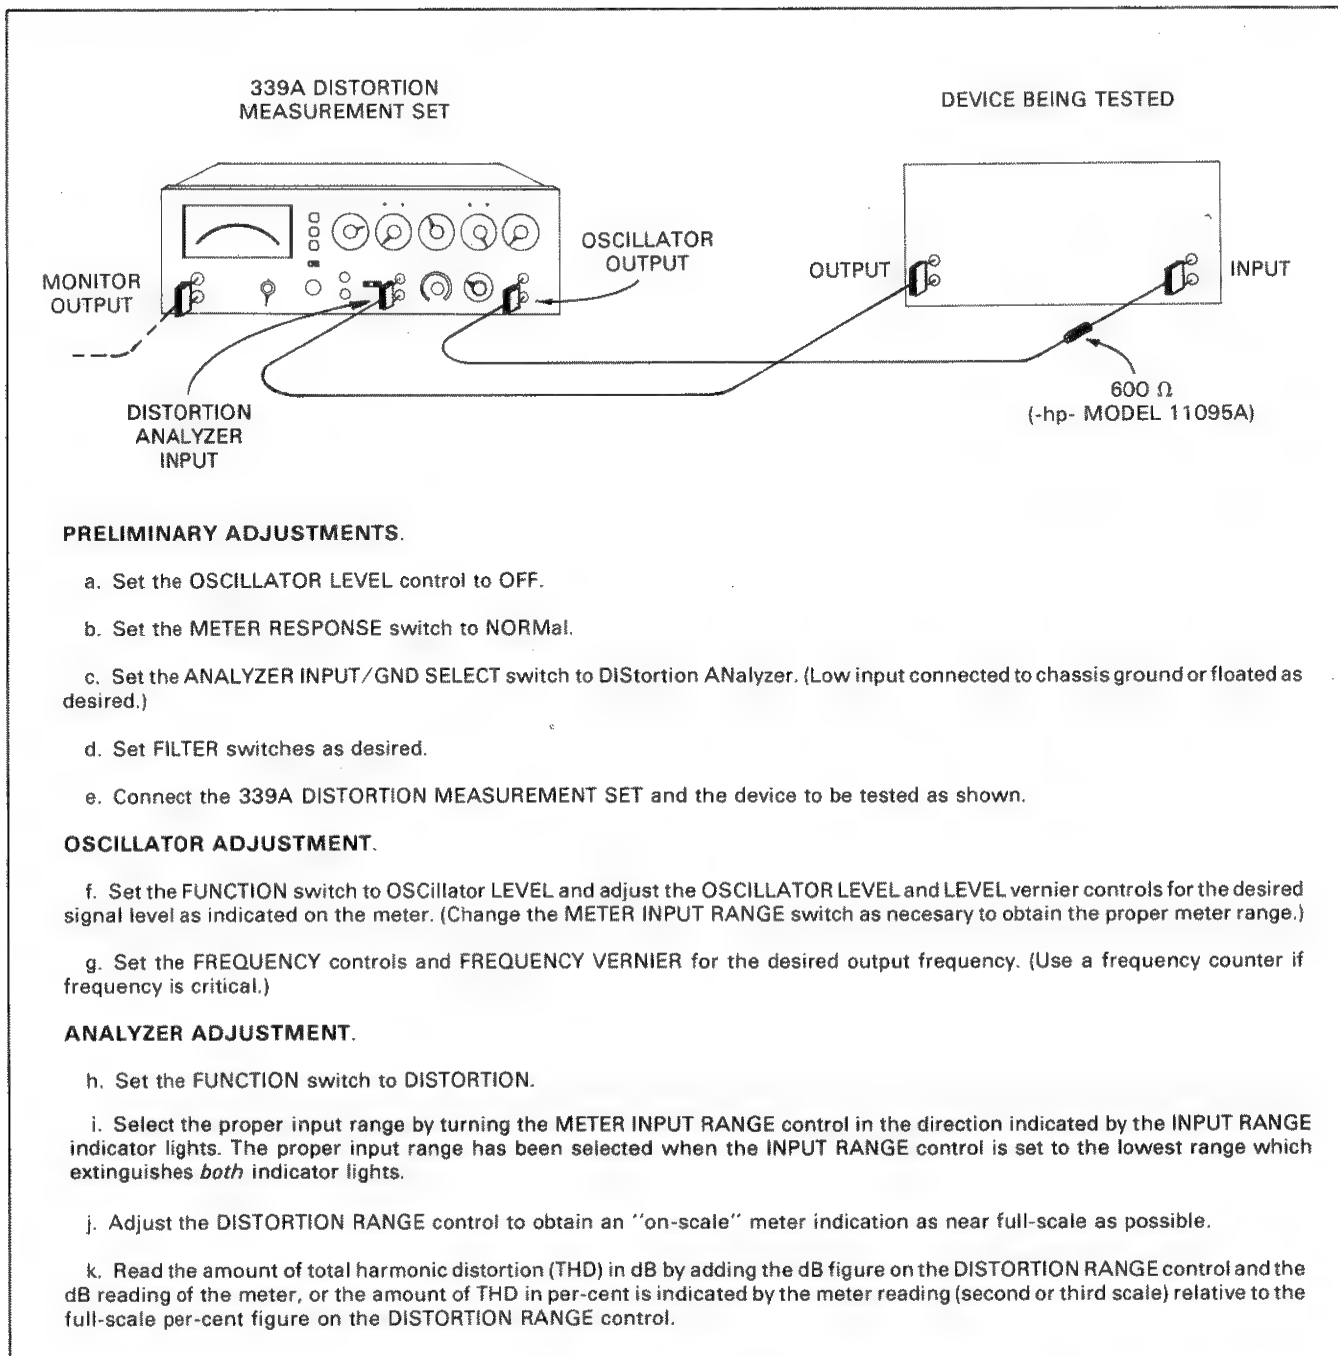 339A DISTORTION
MEASUREMENT SET
DEVICE BEING TESTED
MONITOR
OUTPUT
OSCILLATOR
OUTPUT
OUTPUT
INPUT
DISTORTION
ANALYZER
INPUT
600 Ω
(-hp- MODEL 11095A)
PRELIMINARY ADJUSTMENTS.
a. Set the OSCILLATOR LEVEL control to OFF.
b. Set the METER RESPONSE switch to NORMal.
c. Set the ANALYZER INPUT/GND SELECT switch to DIStortion ANalyzer. (Low input connected to chassis ground or floated as
desired.)
d. Set FILTER switches as desired.
e. Connect the 339A DISTORTION MEASUREMENT SET and the device to be tested as shown.
OSCILLATOR ADJUSTMENT.
f. Set the FUNCTION switch to OSCillator LEVEL and adjust the OSCILLATOR LEVEL and LEVEL vernier controls for the desired
signal level as indicated on the meter. (Change the METER INPUT RANGE switch as necesary to obtain the proper meter range.)
g. Set the FREQUENCY controls and FREQUENCY VERNIER for the desired output frequency. (Use a frequency counter if
frequency is critical.)
ANALYZER ADJUSTMENT.
h. Set the FUNCTION switch to DISTORTION.
i. Select the proper input range by turning the METER INPUT RANGE control in the direction indicated by the INPUT RANGE
indicator lights. The proper input range has been selected when the INPUT RANGE control is set to the lowest range which
extinguishes both indicator lights.
j. Adjust the DISTORTION RANGE control to obtain an "on-scale" meter indication as near full-scale as possible.
k. Read the amount of total harmonic distortion (THD) in dB by adding the dB figure on the DISTORTION RANGE control and the
dB reading of the meter, or the amount of THD in per-cent is indicated by the meter reading (second or third scale) relative to the
full-scale per-cent figure on the DISTORTION RANGE control.